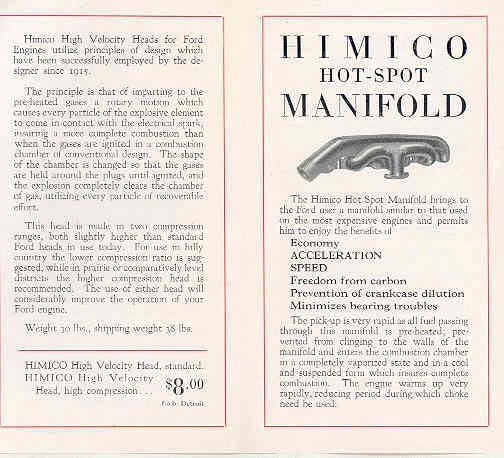 Himico High Velocity Heads for Ford
Engines utilize principles of design which
have been successfully employed by the de-
signer since 1915.
The principle is that of imparting to the
pre-heated gases a rotary motion which
causes every particle of the explosive element
to come in contact with the electrical spark,
insuring a more complete combustion than
when the gases are ignited in a combustion
chamber of conventional design. The shape
of the chamber is changed so that the gases
are held around the plugs until ignited, and
the explosion completely clears the chamber
of gas, utilizing every particle of recoverable
effort.
This head is made in two compression
ranges, both slightly higher than standard
Ford heads in use today. For use in hilly
country the lower compression ratio is sug-
gested, while in prairie or comparatively level
districts the higher compression head is
recommended. The use of either head will
considerably improve the operation of your
Ford engine.
Weight 30 lbs., shipping weight 38 lbs.
HIMICO High Velocity Head, standard.
HIMICO High Velocity
Head, high compression . . .
$8.00
f.o.b. Detroit
HIMICO
HOT-SPOT
MANIFOLD
The Himico Hot Spot Manifold brings to
the Ford user a manifold similar to that used
on the most expensive engines and permits
him to enjoy the benefits of
Economy
ACCELERATION
SPEED
Freedom from carbon
Prevention of crankcase dilution
Minimizes bearing troubles
The pick-up is very rapid as all fuel passing
through this manifold is pre-heated; pre-
vented from clinging to the walls of the
manifold and enters the combustion chamber
in a completely vaporized state and in a cool
and suspended form which insures complete
combustion. The engine warms up very
rapidly, reducing period during which choke
need be used.